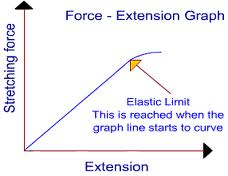 Force - Extension Graph
Stretching force
Elastic Limit
This is reached when the
graph line starts to curve
Extension